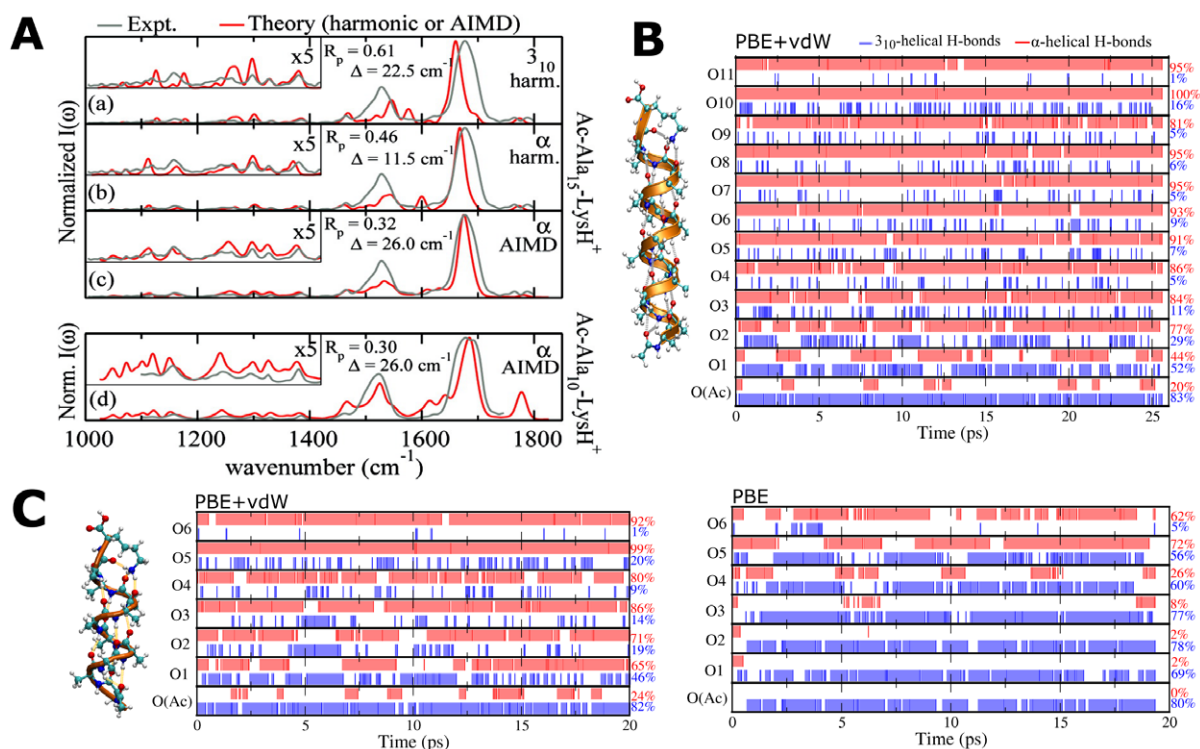 A
Expt.
Theory (harmonic or AIMD)
Normalized I(ω)
x5
R_p = 0.61
Δ = 22.5 cm⁻¹
3₁₀
harm.
(a)
x5
R_p = 0.46
Δ = 11.5 cm⁻¹
α
harm.
(b)
x5
R_p = 0.32
Δ = 26.0 cm⁻¹
α
AIMD
(c)
Ac-Ala₁₅-LysH⁺
Norm. I(ω)
x5
R_p = 0.30
Δ = 26.0 cm⁻¹
α
AIMD
(d)
Ac-Ala₁₀-LysH⁺
1000 1200 1400 1600 1800
wavenumber (cm⁻¹)
B
PBE+vdW
3₁₀-helical H-bonds
α-helical H-bonds
O11 95%
1%
O10 100%
16%
O9 81%
5%
O8 95%
6%
O7 95%
5%
O6 93%
9%
O5 91%
7%
O4 86%
5%
O3 84%
11%
O2 77%
29%
O1 44%
52%
O(Ac) 20%
83%
0 5 10 15 20 25
Time (ps)
C
PBE+vdW
O6 92%
1%
O5 99%
20%
O4 80%
9%
O3 86%
14%
O2 71%
19%
O1 65%
46%
O(Ac) 24%
82%
0 5 10 15 20
Time (ps)
PBE
O6 62%
5%
O5 72%
56%
O4 26%
60%
O3 8%
77%
O2 2%
78%
O1 2%
69%
O(Ac) 0%
80%
0 5 10 15 20
Time (ps)